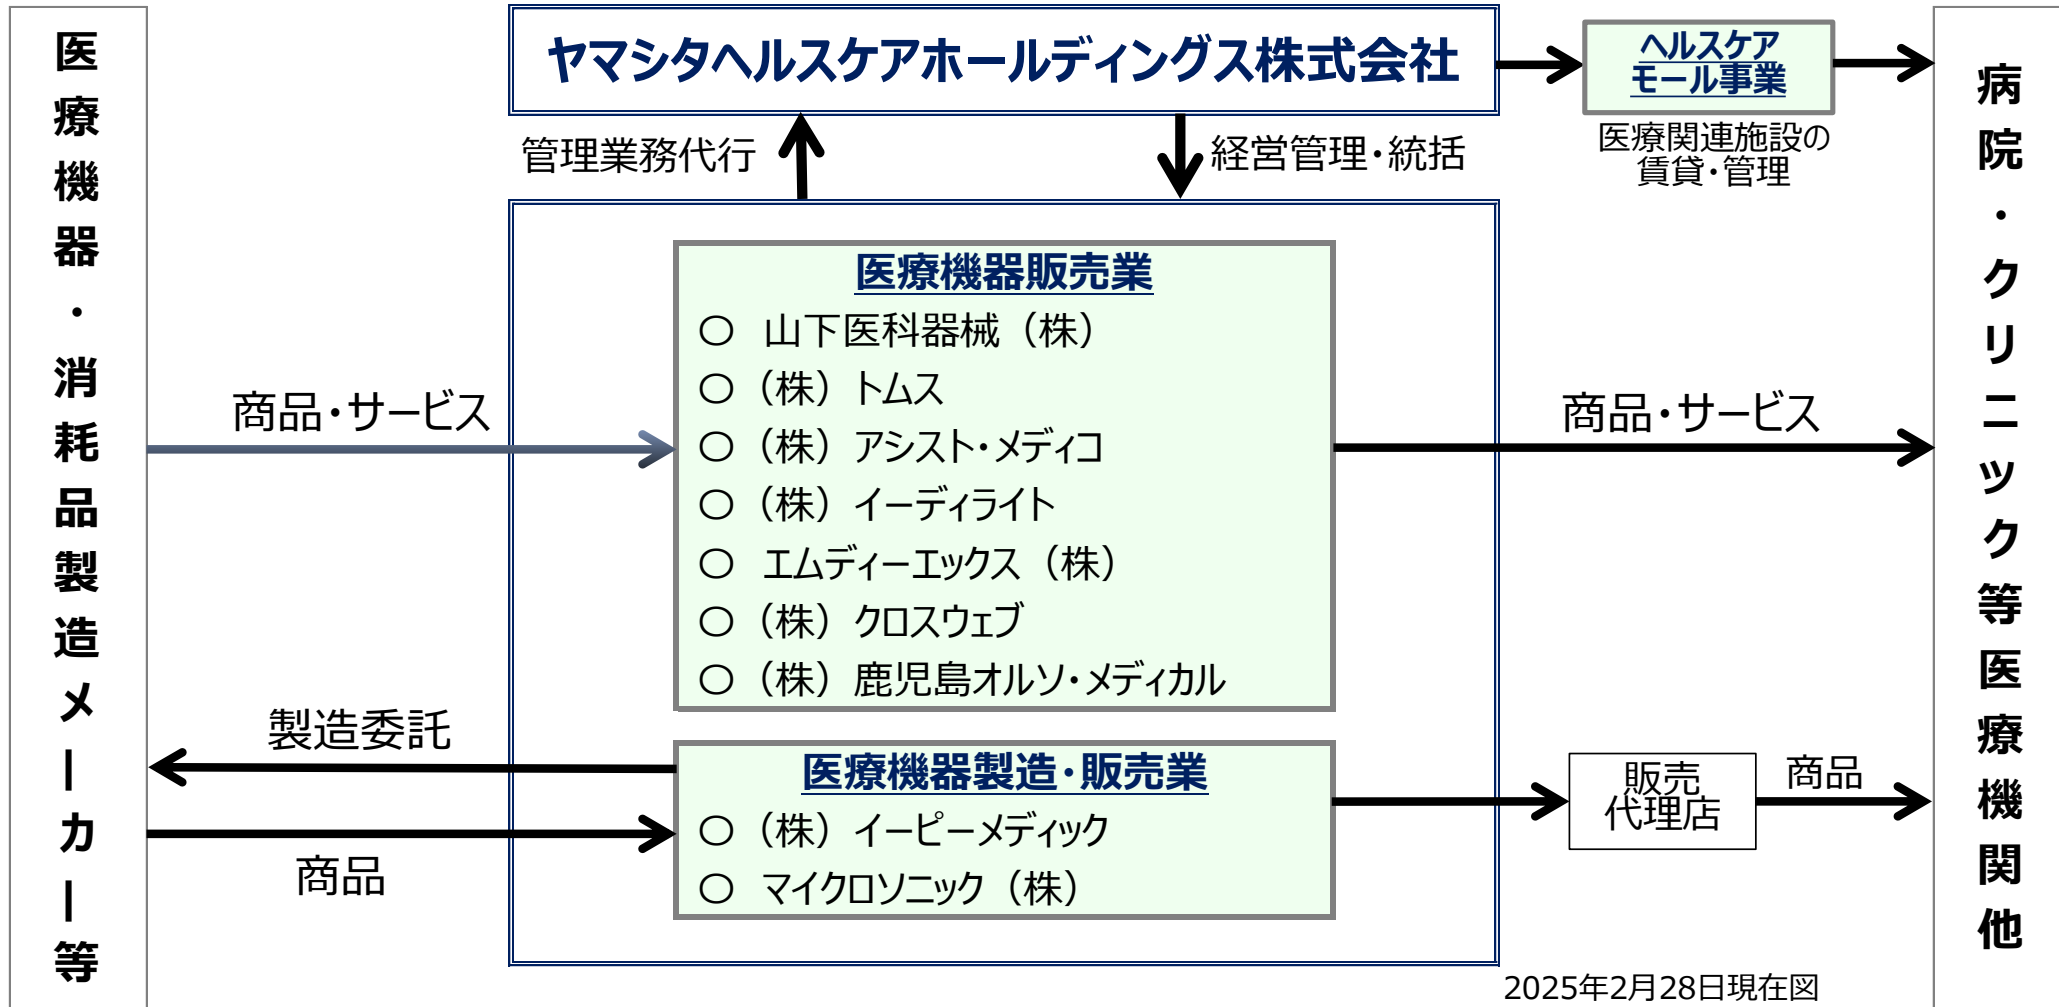 医療機器・消耗品製造メーカー等
ヤマシタヘルスケアホールディングス株式会社
ヘルスケア
モール事業
医療関連施設の
賃貸・管理
管理業務代行
経営管理・統括
医療機器販売業
〇 山下医科器械（株）
〇（株）トムス
〇（株）アシスト・メディコ
〇（株）イーディライト
〇 エムディーエックス（株）
〇（株）クロスウェブ
〇（株）鹿児島オルソ・メディカル
商品・サービス
商品・サービス
製造委託
商品
医療機器製造・販売業
〇（株）イーピーメディック
〇 マイクロソニック（株）
販売
代理店
商品
病院・クリニック等医療機関他
2025年2月28日現在図